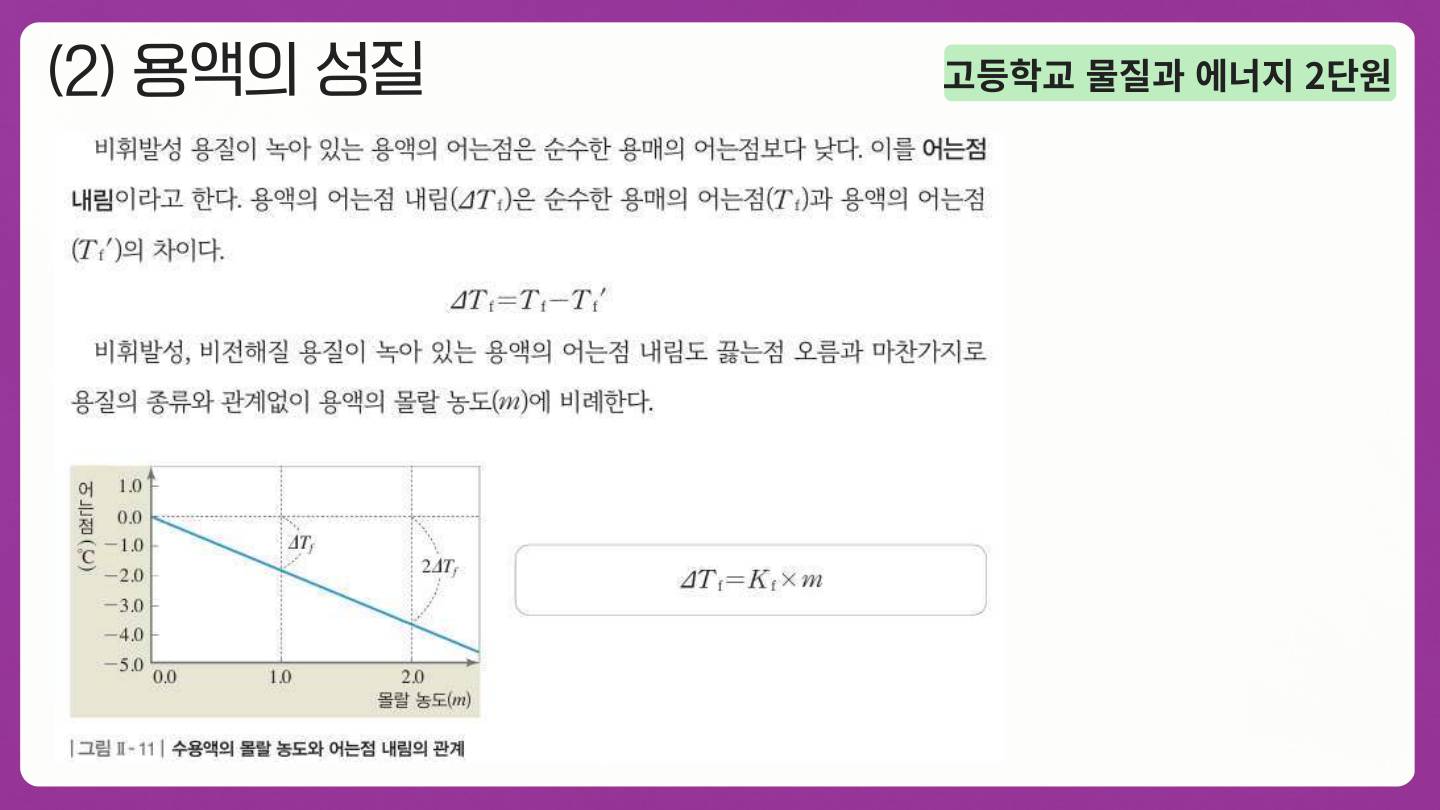 (2) 용액의 성질
고등학교 물질과 에너지 2단원
비휘발성 용질이 녹아 있는 용액의 어는점은 순수한 용매의 어는점보다 낮다. 이를 어는점
내림이라고 한다. 용액의 어는점 내림(ΔTf)은 순수한 용매의 어는점(Tf)과 용액의 어는점
(Tf′)의 차이다.
ΔTf=Tf−Tf′
비휘발성, 비전해질 용질이 녹아 있는 용액의 어는점 내림도 끓는점 오름과 마찬가지로
용질의 종류와 관계없이 용액의 몰랄 농도(m)에 비례한다.
어는점(℃)
1.0
0.0
−1.0
−2.0
−3.0
−4.0
−5.0
ΔTf
2ΔTf
0.0 1.0 2.0
몰랄 농도(m)
ΔTf=Kf×m
|그림 Ⅱ-11| 수용액의 몰랄 농도와 어는점 내림의 관계